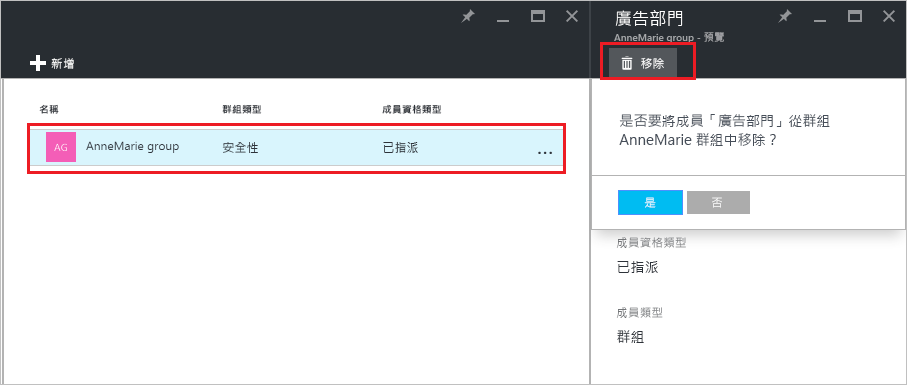 新增
名稱 群組類型 成員資格類型
AG AnneMarie group 安全性 已指派 ...
廣告部門
AnneMarie group - 預覽
移除
是否要將成員「廣告部門」從群組
AnneMarie 群組中移除？
是 否
成員資格類型
已指派
成員類型
群組